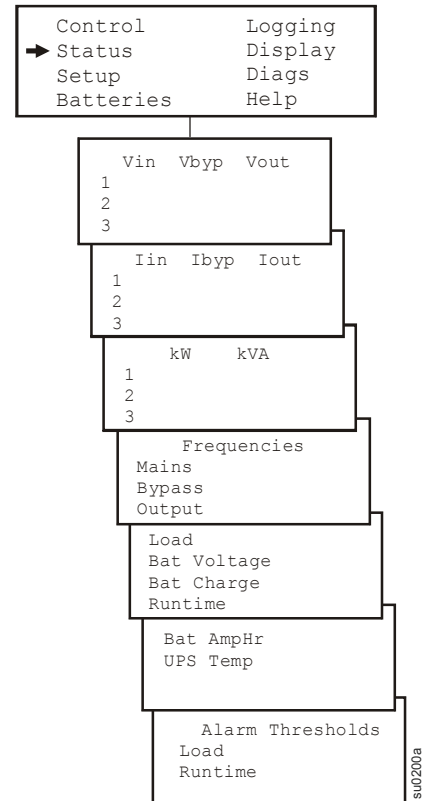 Control Logging
Status Display
Setup Diags
Batteries Help
Vin Vbyp Vout
1
2
3
Iin Ibyp Iout
1
2
3
kW kVA
1
2
3
Frequencies
Mains
Bypass
Output
Load
Bat Voltage
Bat Charge
Runtime
Bat AmpHr
UPS Temp
Alarm Thresholds
Load
Runtime
su0200a